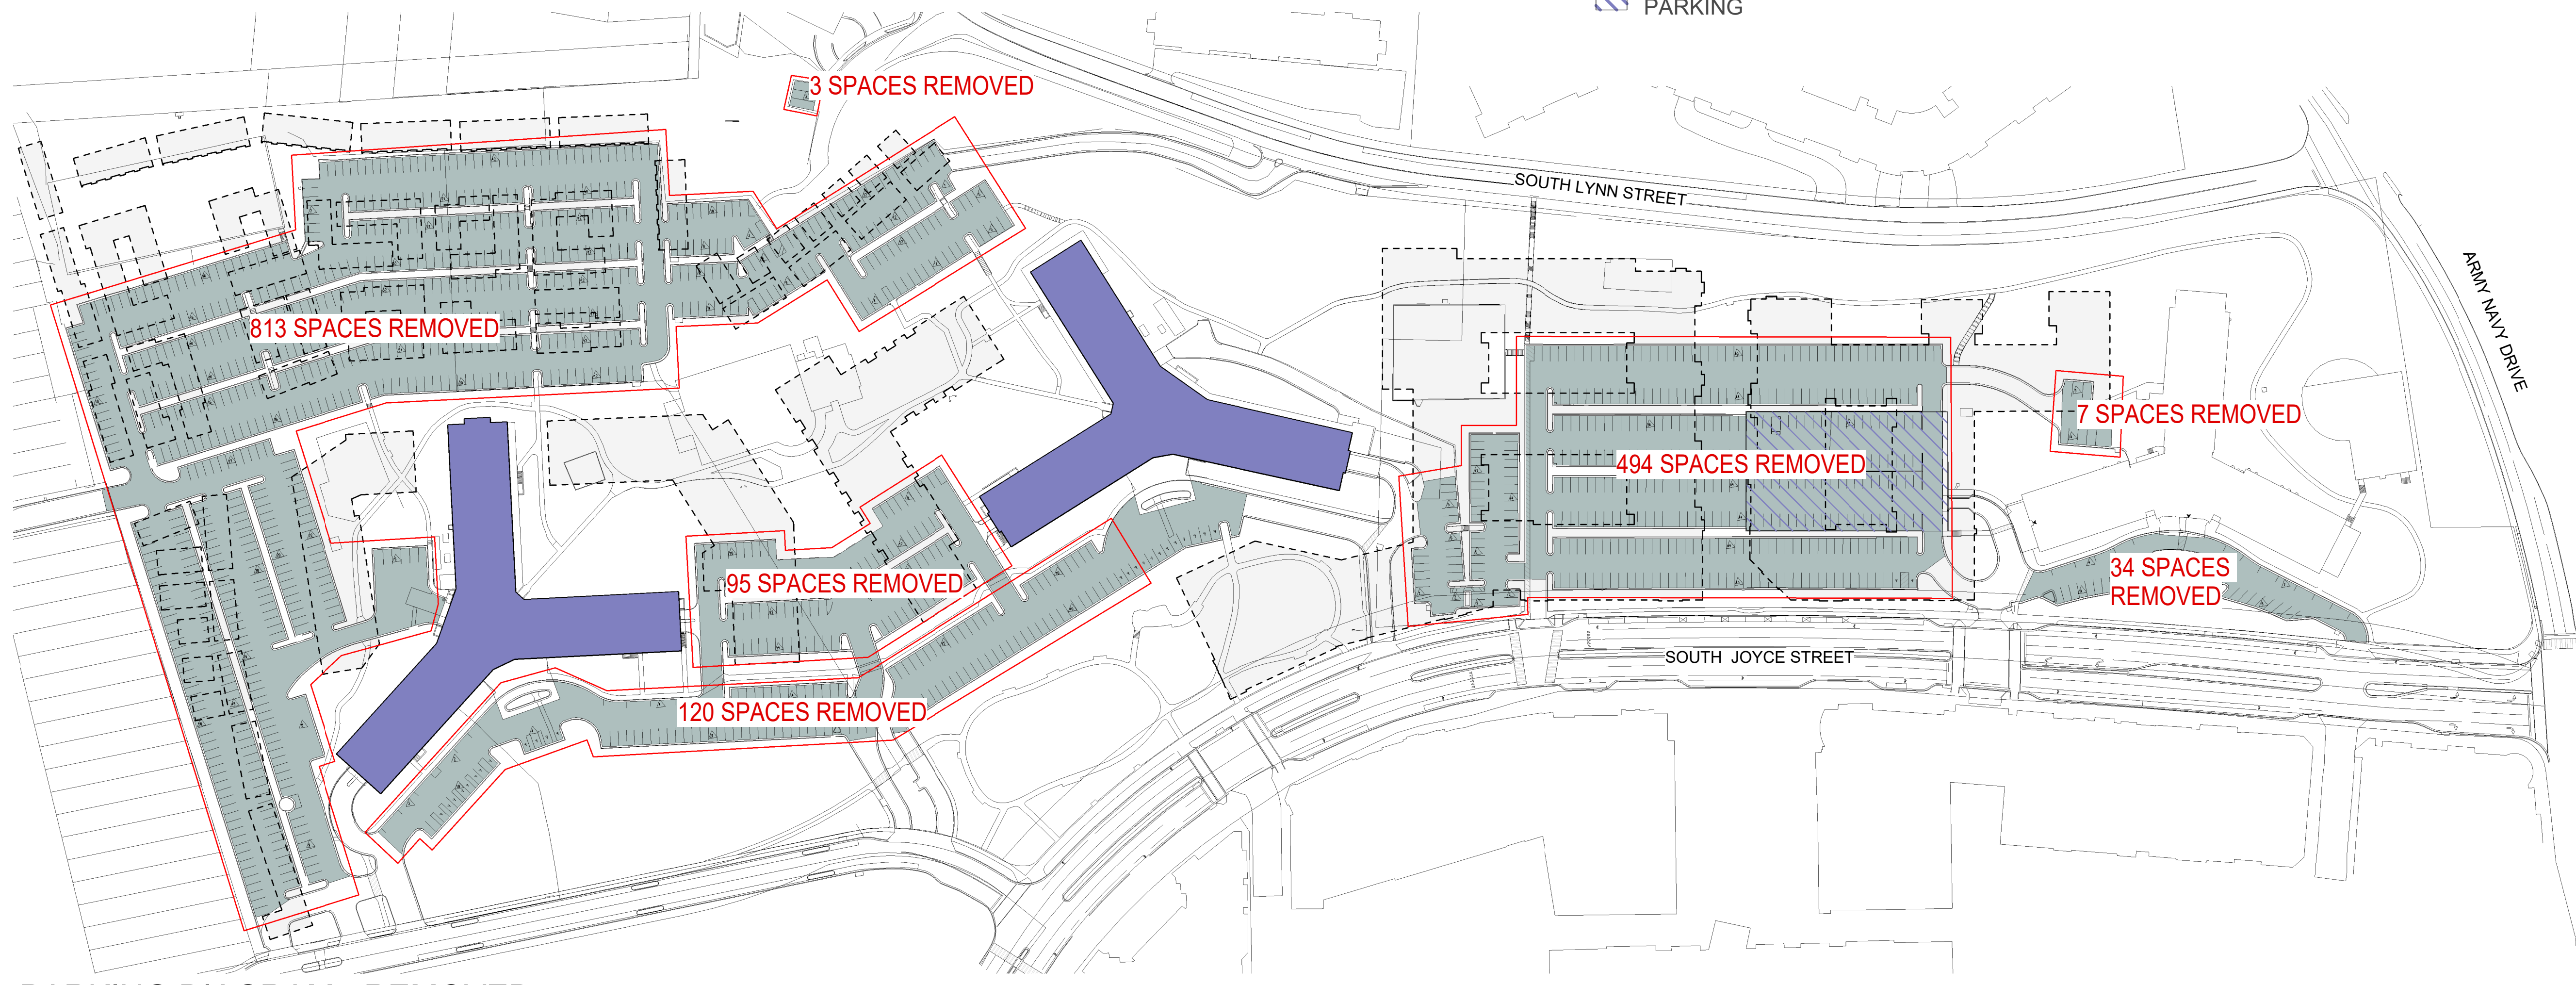 PARKING
3 SPACES REMOVED
SOUTH LYNN STREET
ARMY NAVY DRIVE
813 SPACES REMOVED
7 SPACES REMOVED
494 SPACES REMOVED
95 SPACES REMOVED
34 SPACES
REMOVED
SOUTH JOYCE STREET
120 SPACES REMOVED